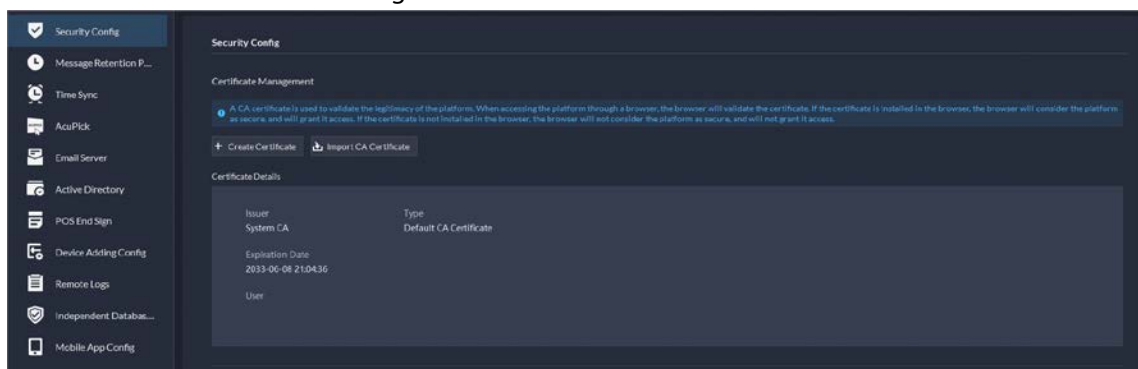 Security Config
Message Retention P...
Time Sync
AcuPick
Email Server
Active Directory
POS End Sign
Device Adding Config
Remote Logs
Independent Databas...
Mobile App Config
Security Config
Certificate Management
A CA certificate is used to validate the legitimacy of the platform. When accessing the platform through a browser, the browser will validate the certificate. If the certificate is installed in the browser, the browser will consider the platform
as secure, and will grant it access. If the certificate is not installed in the browser, the browser will not consider the platform as secure, and will not grant it access.
+ Create Certificate Import CA Certificate
Certificate Details
Issuer Type
System CA Default CA Certificate
Expiration Date
2033-06-08 21:04:36
User